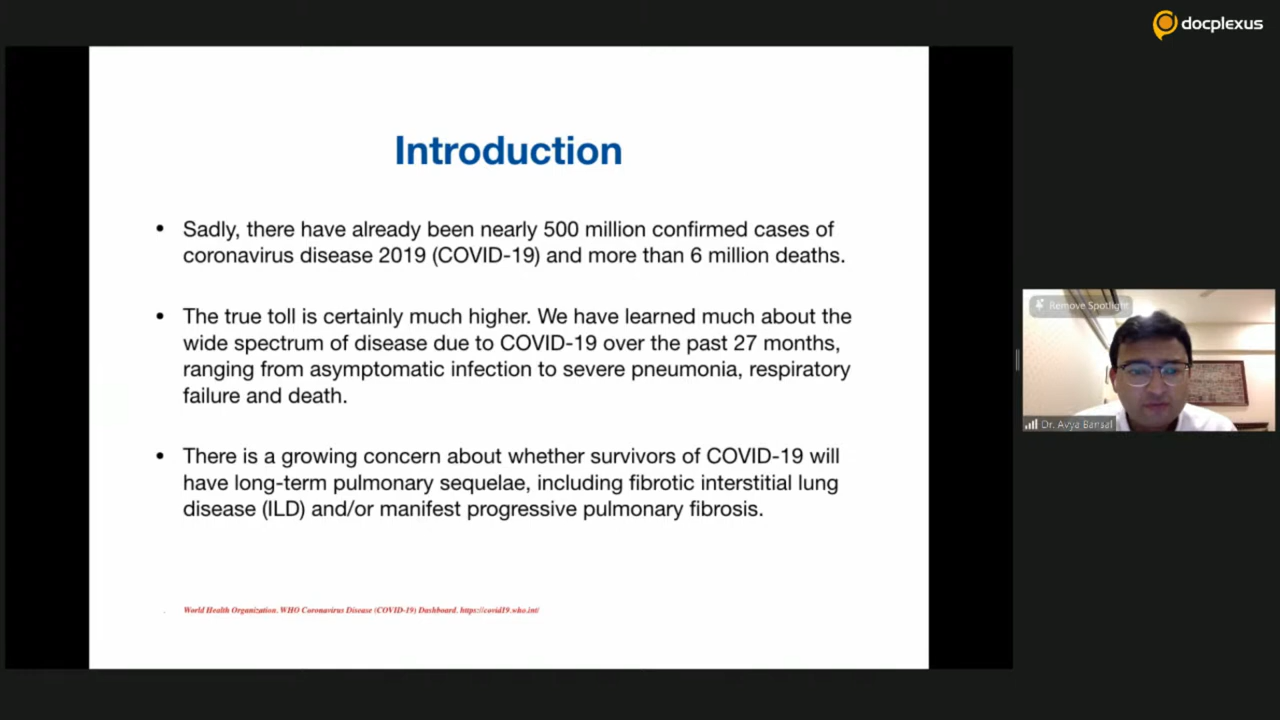 docplexus
Introduction
• Sadly, there have already been nearly 500 million confirmed cases of
coronavirus disease 2019 (COVID-19) and more than 6 million deaths.
• The true toll is certainly much higher. We have learned much about the
wide spectrum of disease due to COVID-19 over the past 27 months,
ranging from asymptomatic infection to severe pneumonia, respiratory
failure and death.
• There is a growing concern about whether survivors of COVID-19 will
have long-term pulmonary sequelae, including fibrotic interstitial lung
disease (ILD) and/or manifest progressive pulmonary fibrosis.
World Health Organization. WHO Coronavirus Disease (COVID-19) Dashboard. https://covid19.who.int/
Remove Spotlight
Dr. Avya Bansal